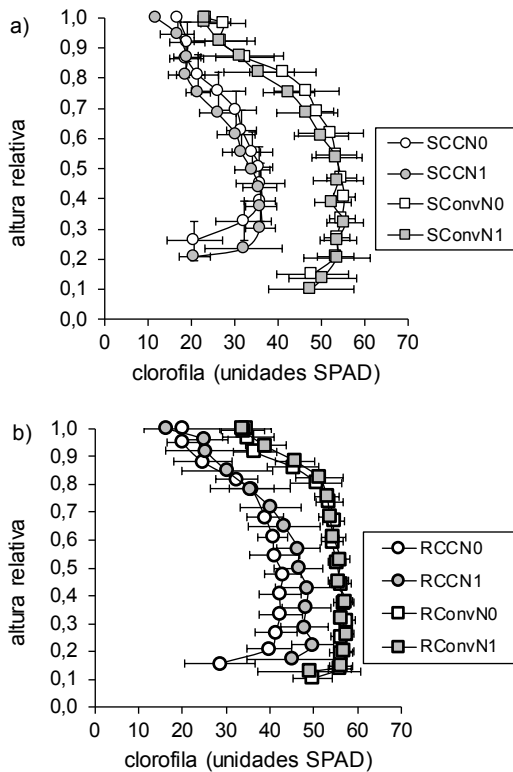 a)
altura relativa
1,0
0,9
0,8
0,7
0,6
0,5
0,4
0,3
0,2
0,1
0,0
0 10 20 30 40 50 60 70
clorofila (unidades SPAD)
SCCN0
SCCN1
SConvN0
SConvN1
b)
altura relativa
1,0
0,9
0,8
0,7
0,6
0,5
0,4
0,3
0,2
0,1
0,0
0 10 20 30 40 50 60 70
clorofila (unidades SPAD)
RCCN0
RCCN1
RConvN0
RConvN1